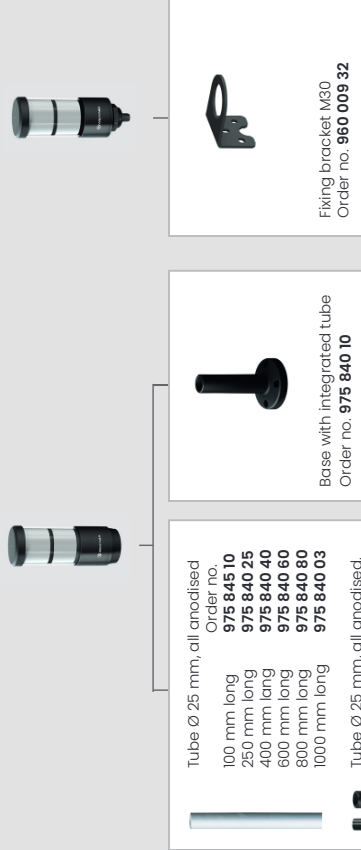 Tube Ø 25 mm, all anodised
Order no.
100 mm long 975 845 10
250 mm long 975 840 25
400 mm lang 975 840 40
600 mm long 975 840 60
800 mm long 975 840 80
1000 mm long 975 840 03
Tube Ø 25 mm, all anodised,
Base with integrated tube
Order no. 975 840 10
Fixing bracket M30
Order no. 960 009 32